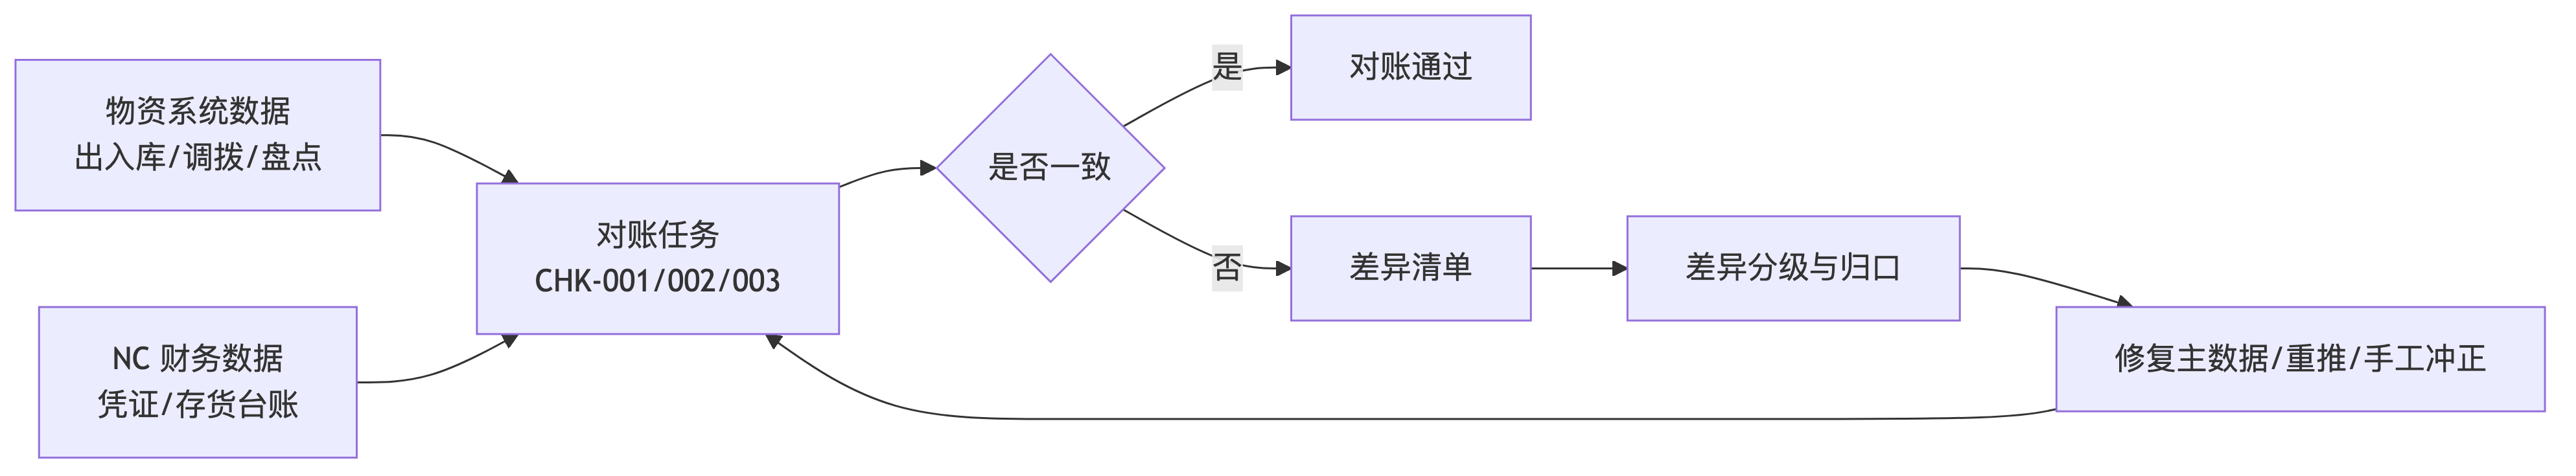 物资系统数据
出入库/调拨/盘点
NC 财务数据
凭证/存货台账
对账任务
CHK-001/002/003
是否一致
是
对账通过
否
差异清单
差异分级与归口
修复主数据/重推/手工冲正